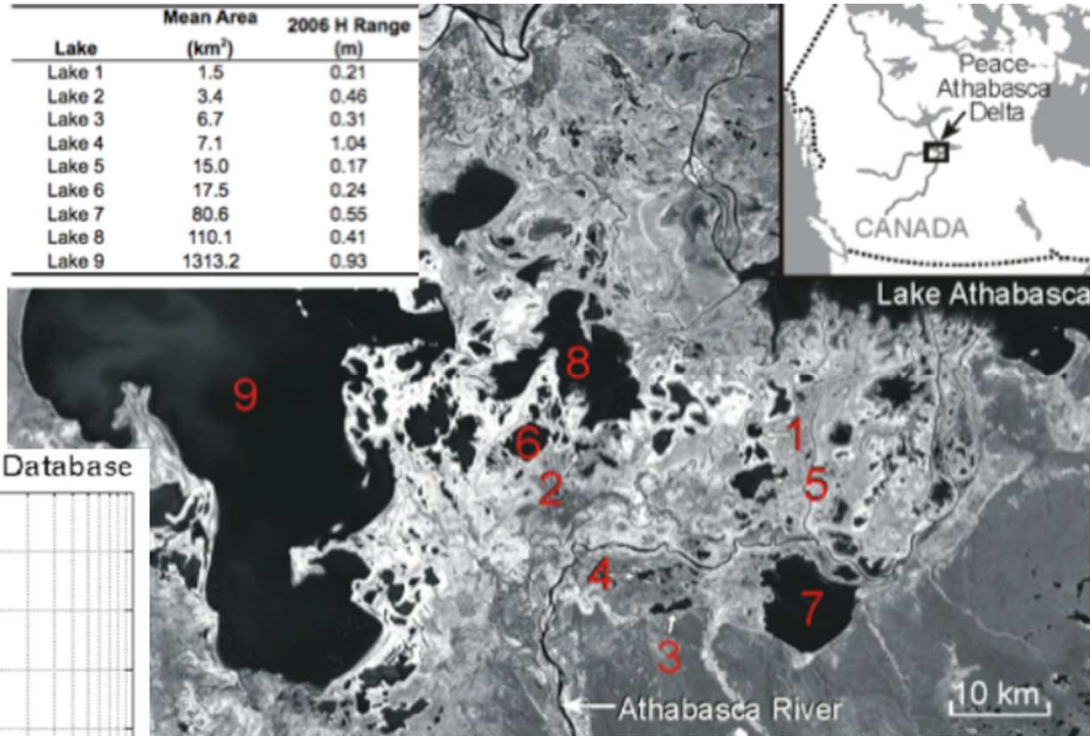 Mean Area 2006 H Range
Lake (km²) (m)
Lake 1 1.5 0.21
Lake 2 3.4 0.46
Lake 3 6.7 0.31
Lake 4 7.1 1.04
Lake 5 15.0 0.17
Lake 6 17.5 0.24
Lake 7 80.6 0.55
Lake 8 110.1 0.41
Lake 9 1313.2 0.93
Peace-
Athabasca
Delta
CANADA
Lake Athabasca
8
9
1
6
2
5
Database
4
7
3
Athabasca River
10 km